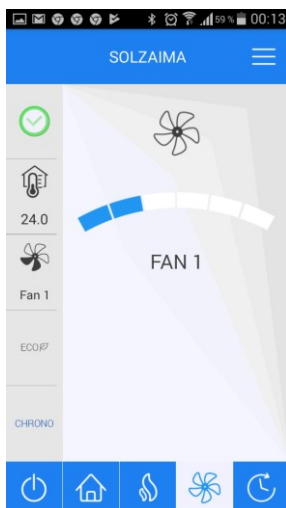 59 % 00:13
SOLZAIMA
24.0
FAN 1
Fan 1
ECO
CHRONO